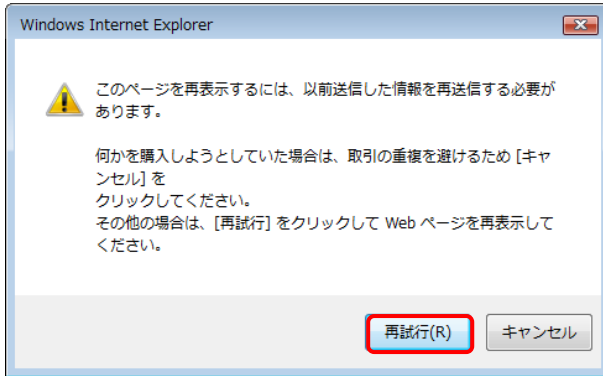 Windows Internet Explorer
このページを再表示するには、以前送信した情報を再送信する必要が
あります。
何かを購入しようとしていた場合は、取引の重複を避けるため [キャ
ンセル] を
クリックしてください。
その他の場合は、[再試行] をクリックして Web ページを再表示して
ください。
再試行(R)
キャンセル